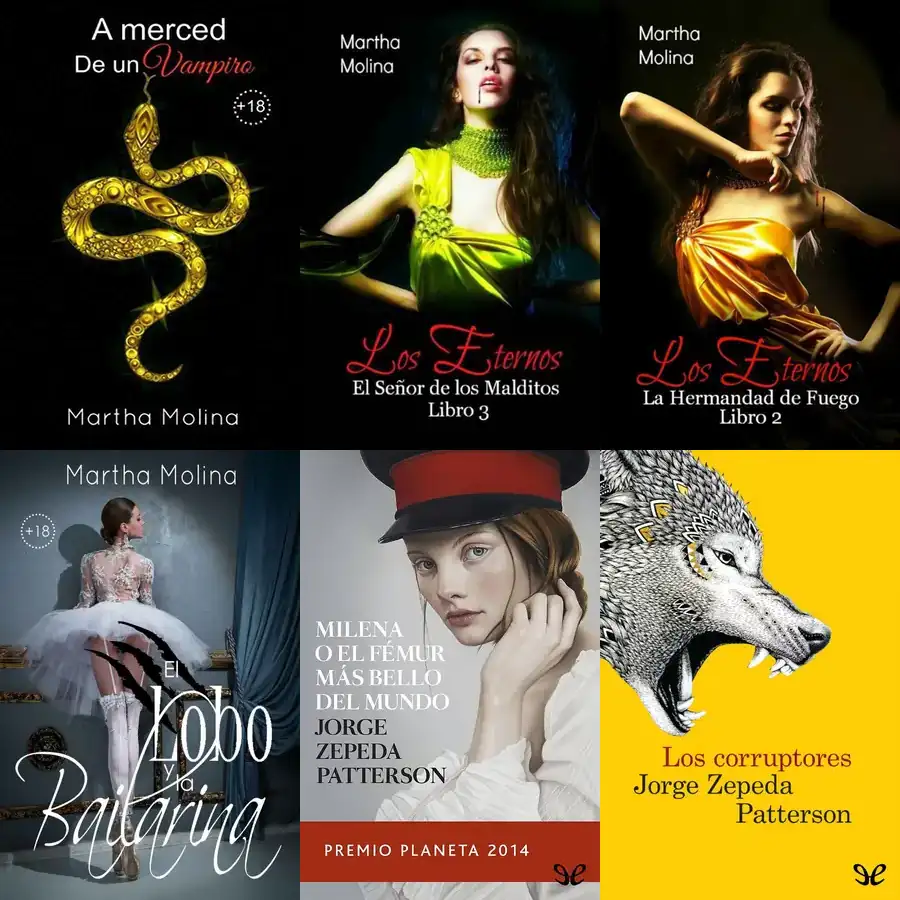 A merced
De un Vampiro
+18
Martha Molina
Martha
Molina
Los Eternos
El Señor de los Malditos
Libro 3
Martha
Molina
Los Eternos
La Hermandad de Fuego
Libro 2
Martha Molina
+18
El
Lobo
y la
Bailarina
MILENA
O EL FÉMUR
MÁS BELLO
DEL MUNDO
JORGE
ZEPEDA
PATTERSON
PREMIO PLANETA 2014
Los corruptores
Jorge Zepeda
Patterson